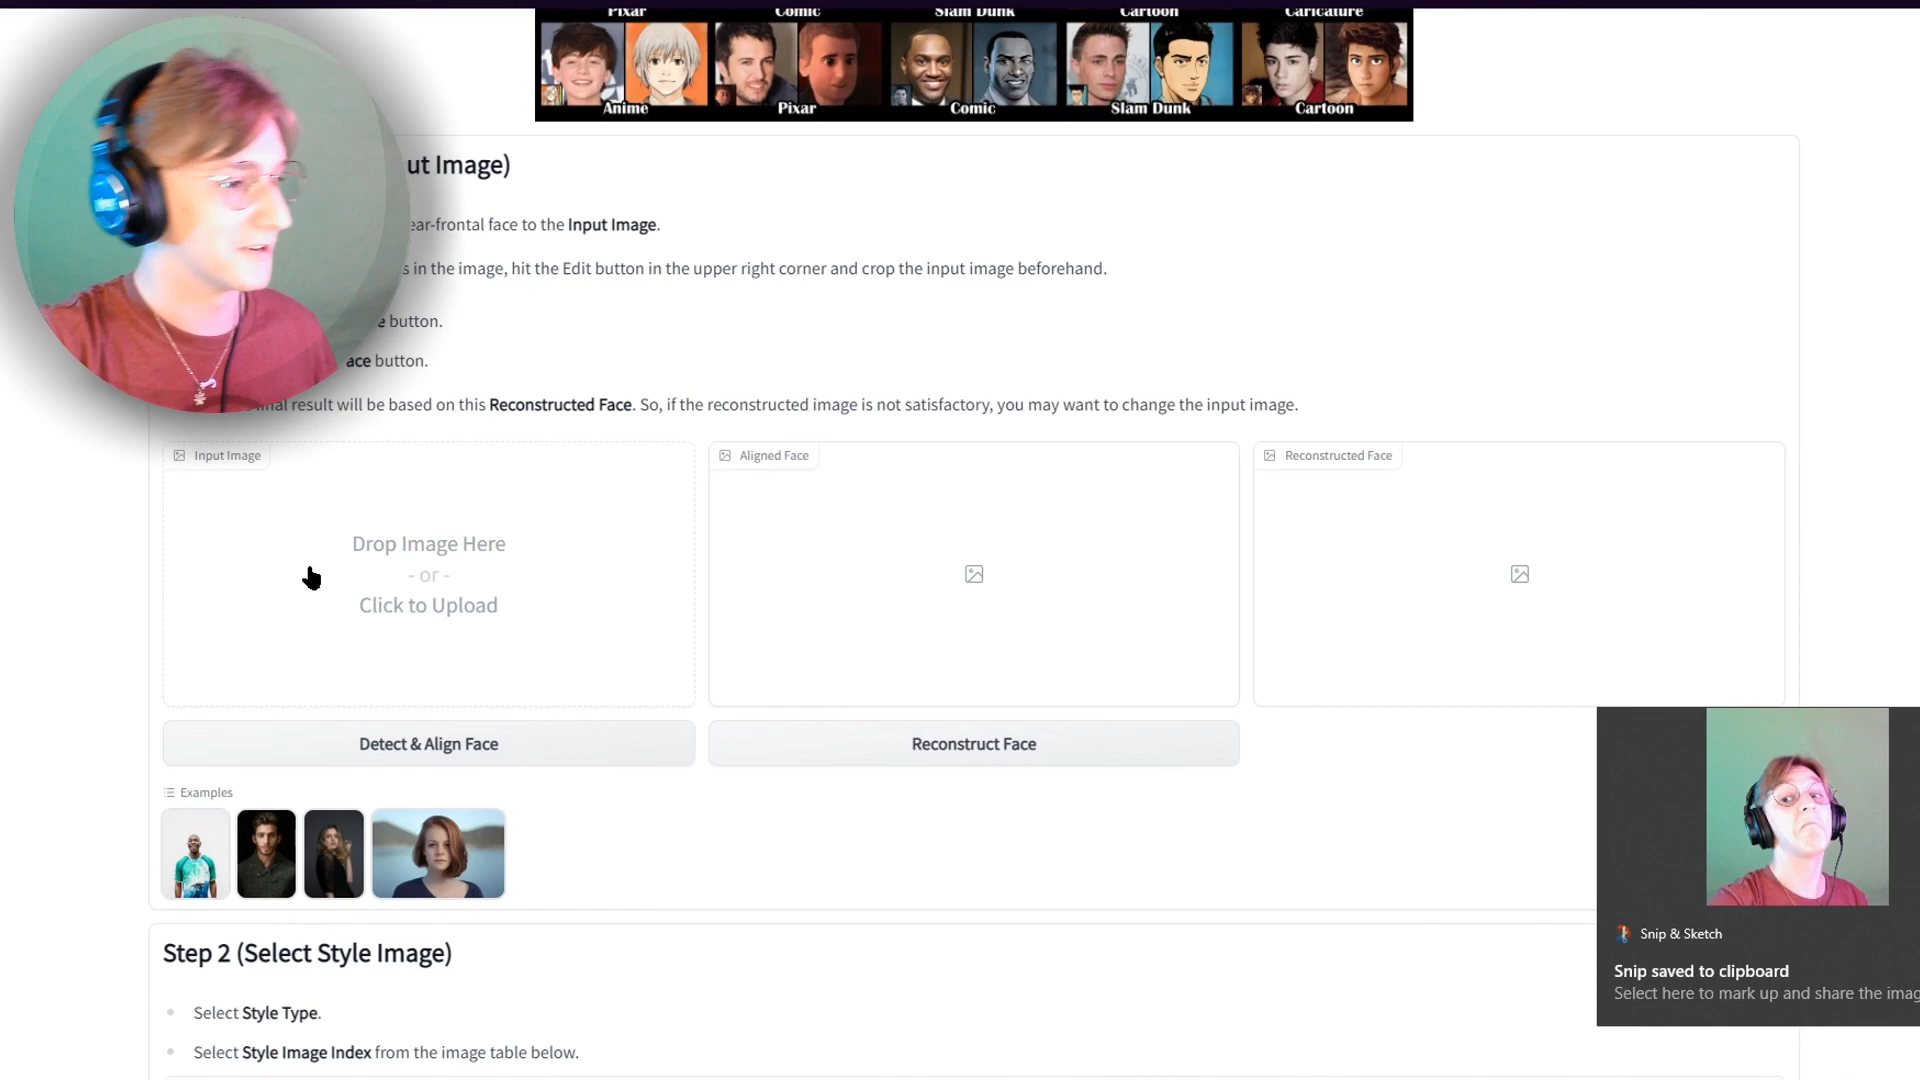 Pixar Comic Slam Dunk Cartoon Caricature
Anime Pixar Comic Slam Dunk Cartoon
ut Image)
ear-frontal face to the Input Image.
s in the image, hit the Edit button in the upper right corner and crop the input image beforehand.
e button.
ace button.
nal result will be based on this Reconstructed Face. So, if the reconstructed image is not satisfactory, you may want to change the input image.
Input Image
Aligned Face
Reconstructed Face
Drop Image Here
- or -
Click to Upload
Detect & Align Face
Reconstruct Face
Examples
Snip & Sketch
Snip saved to clipboard
Select here to mark up and share the imag
Step 2 (Select Style Image)
Select Style Type.
Select Style Image Index from the image table below.